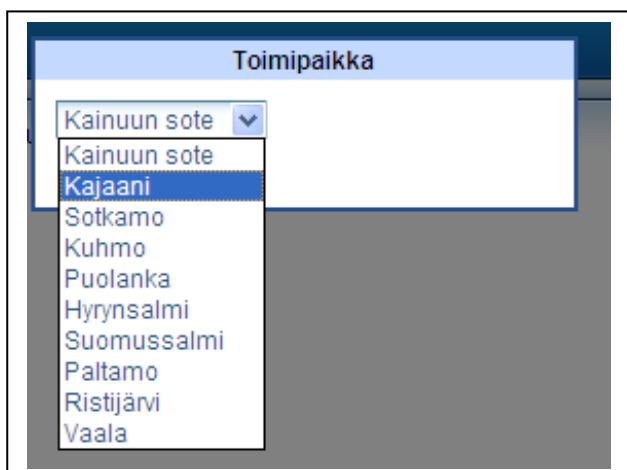 Toimipaikka
Kainuun sote
Kainuun sote
Kajaani
Sotkamo
Kuhmo
Puolanka
Hyrynsalmi
Suomussalmi
Paltamo
Ristijärvi
Vaala